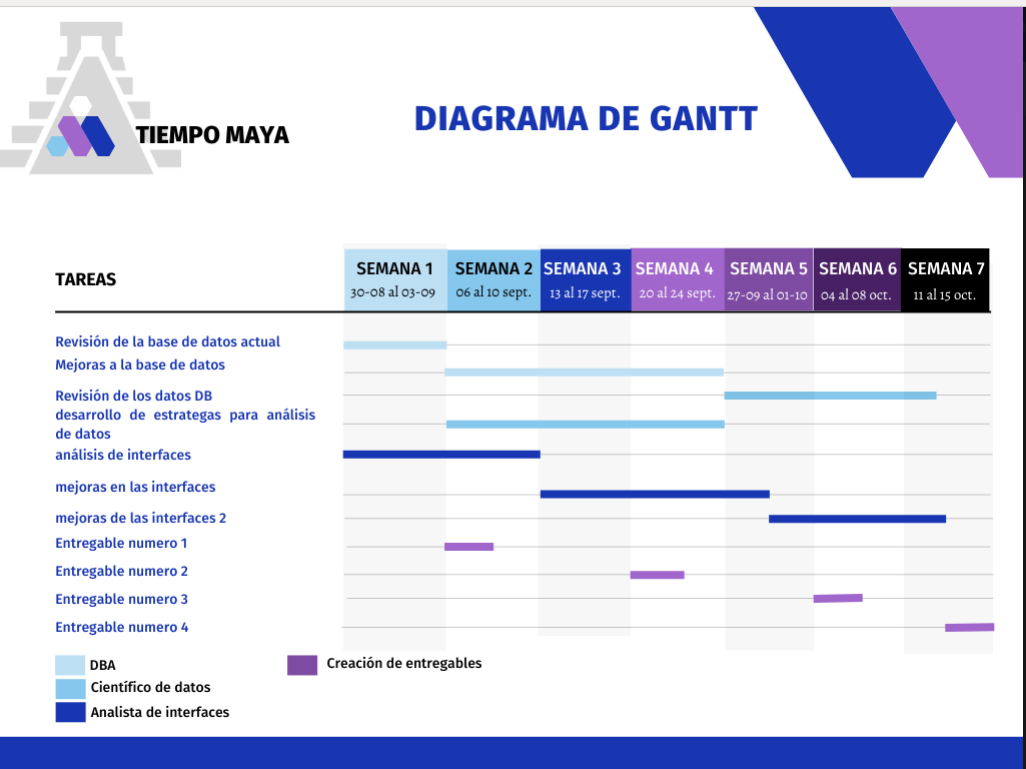 TIEMPO MAYA
DIAGRAMA DE GANTT
TAREAS
SEMANA 1
30-08 al 03-09
SEMANA 2
06 al 10 sept.
SEMANA 3
13 al 17 sept.
SEMANA 4
20 al 24 sept.
SEMANA 5
27-09 al 01-10
SEMANA 6
04 al 08 oct.
SEMANA 7
11 al 15 oct.
Revisión de la base de datos actual
Mejoras a la base de datos
Revisión de los datos DB
desarrollo de estrategas para análisis
de datos
análisis de interfaces
mejoras en las interfaces
mejoras de las interfaces 2
Entregable numero 1
Entregable numero 2
Entregable numero 3
Entregable numero 4
DBA
Científico de datos
Analista de interfaces
Creación de entregables